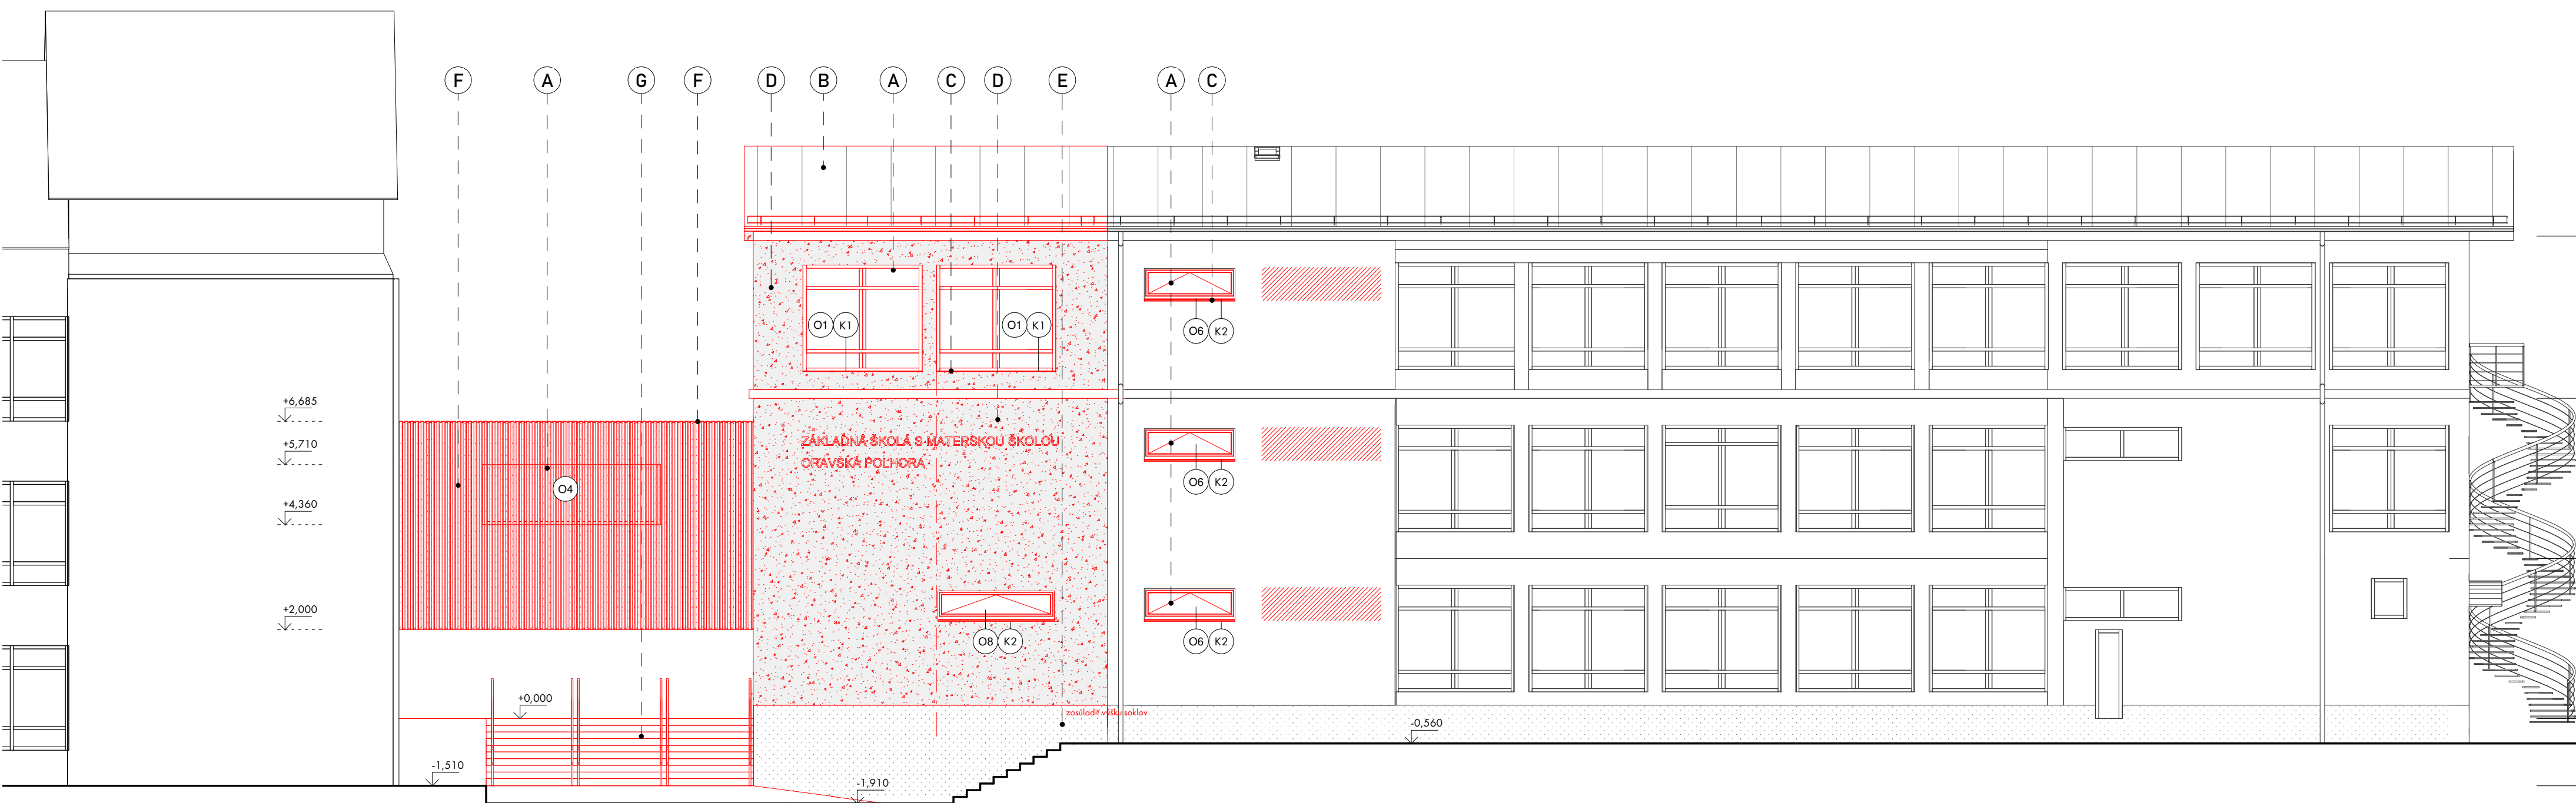 F A G F D B A C D E A C
O1 K1 O1 K1
O6 K2
+6,685
+5,710
ZÁKLADNÁ ŠKOLA S MATERSKOU ŠKOLOU
ORAVSKÁ POLHORA
O4
O6 K2
+4,360
+2,000
O8 K2
O6 K2
+0,000
zosúladiť výšku soklov
-0,560
-1,510
-1,910